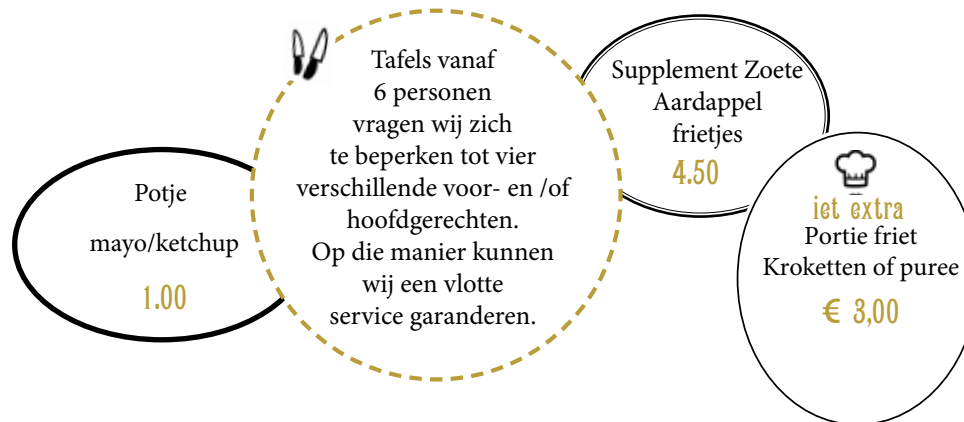 Potje
mayo/ketchup
1.00
Tafels vanaf
6 personen
vragen wij zich
te beperken tot vier
verschillende voor- en /of
hoofdgerechten.
Op die manier kunnen
wij een vlotte
service garanderen.
Supplement Zoete
Aardappel
frietjes
4.50
iet extra
Portie friet
Kroketten of puree
€ 3,00